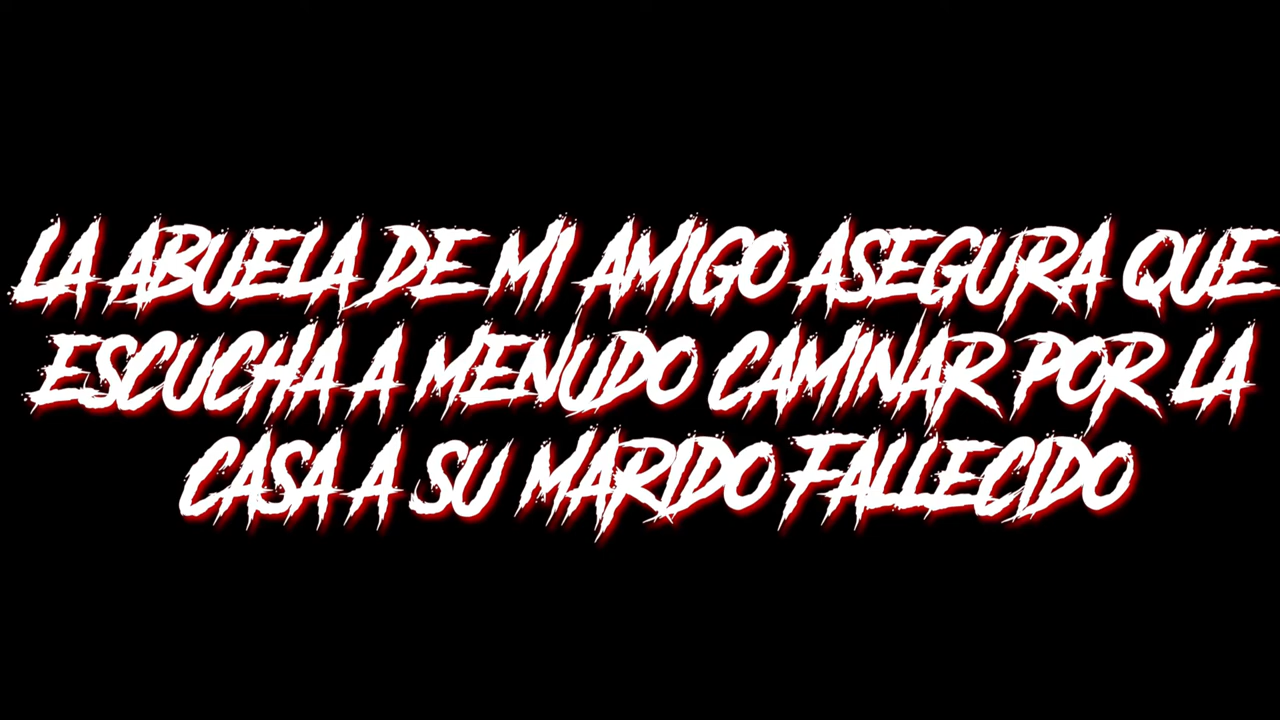 LA ABUELA DE MI AMIGO ASEGURA QUE
ESCUCHA A MENUDO CAMINAR POR LA
CASA A SU MARIDO FALLECIDO